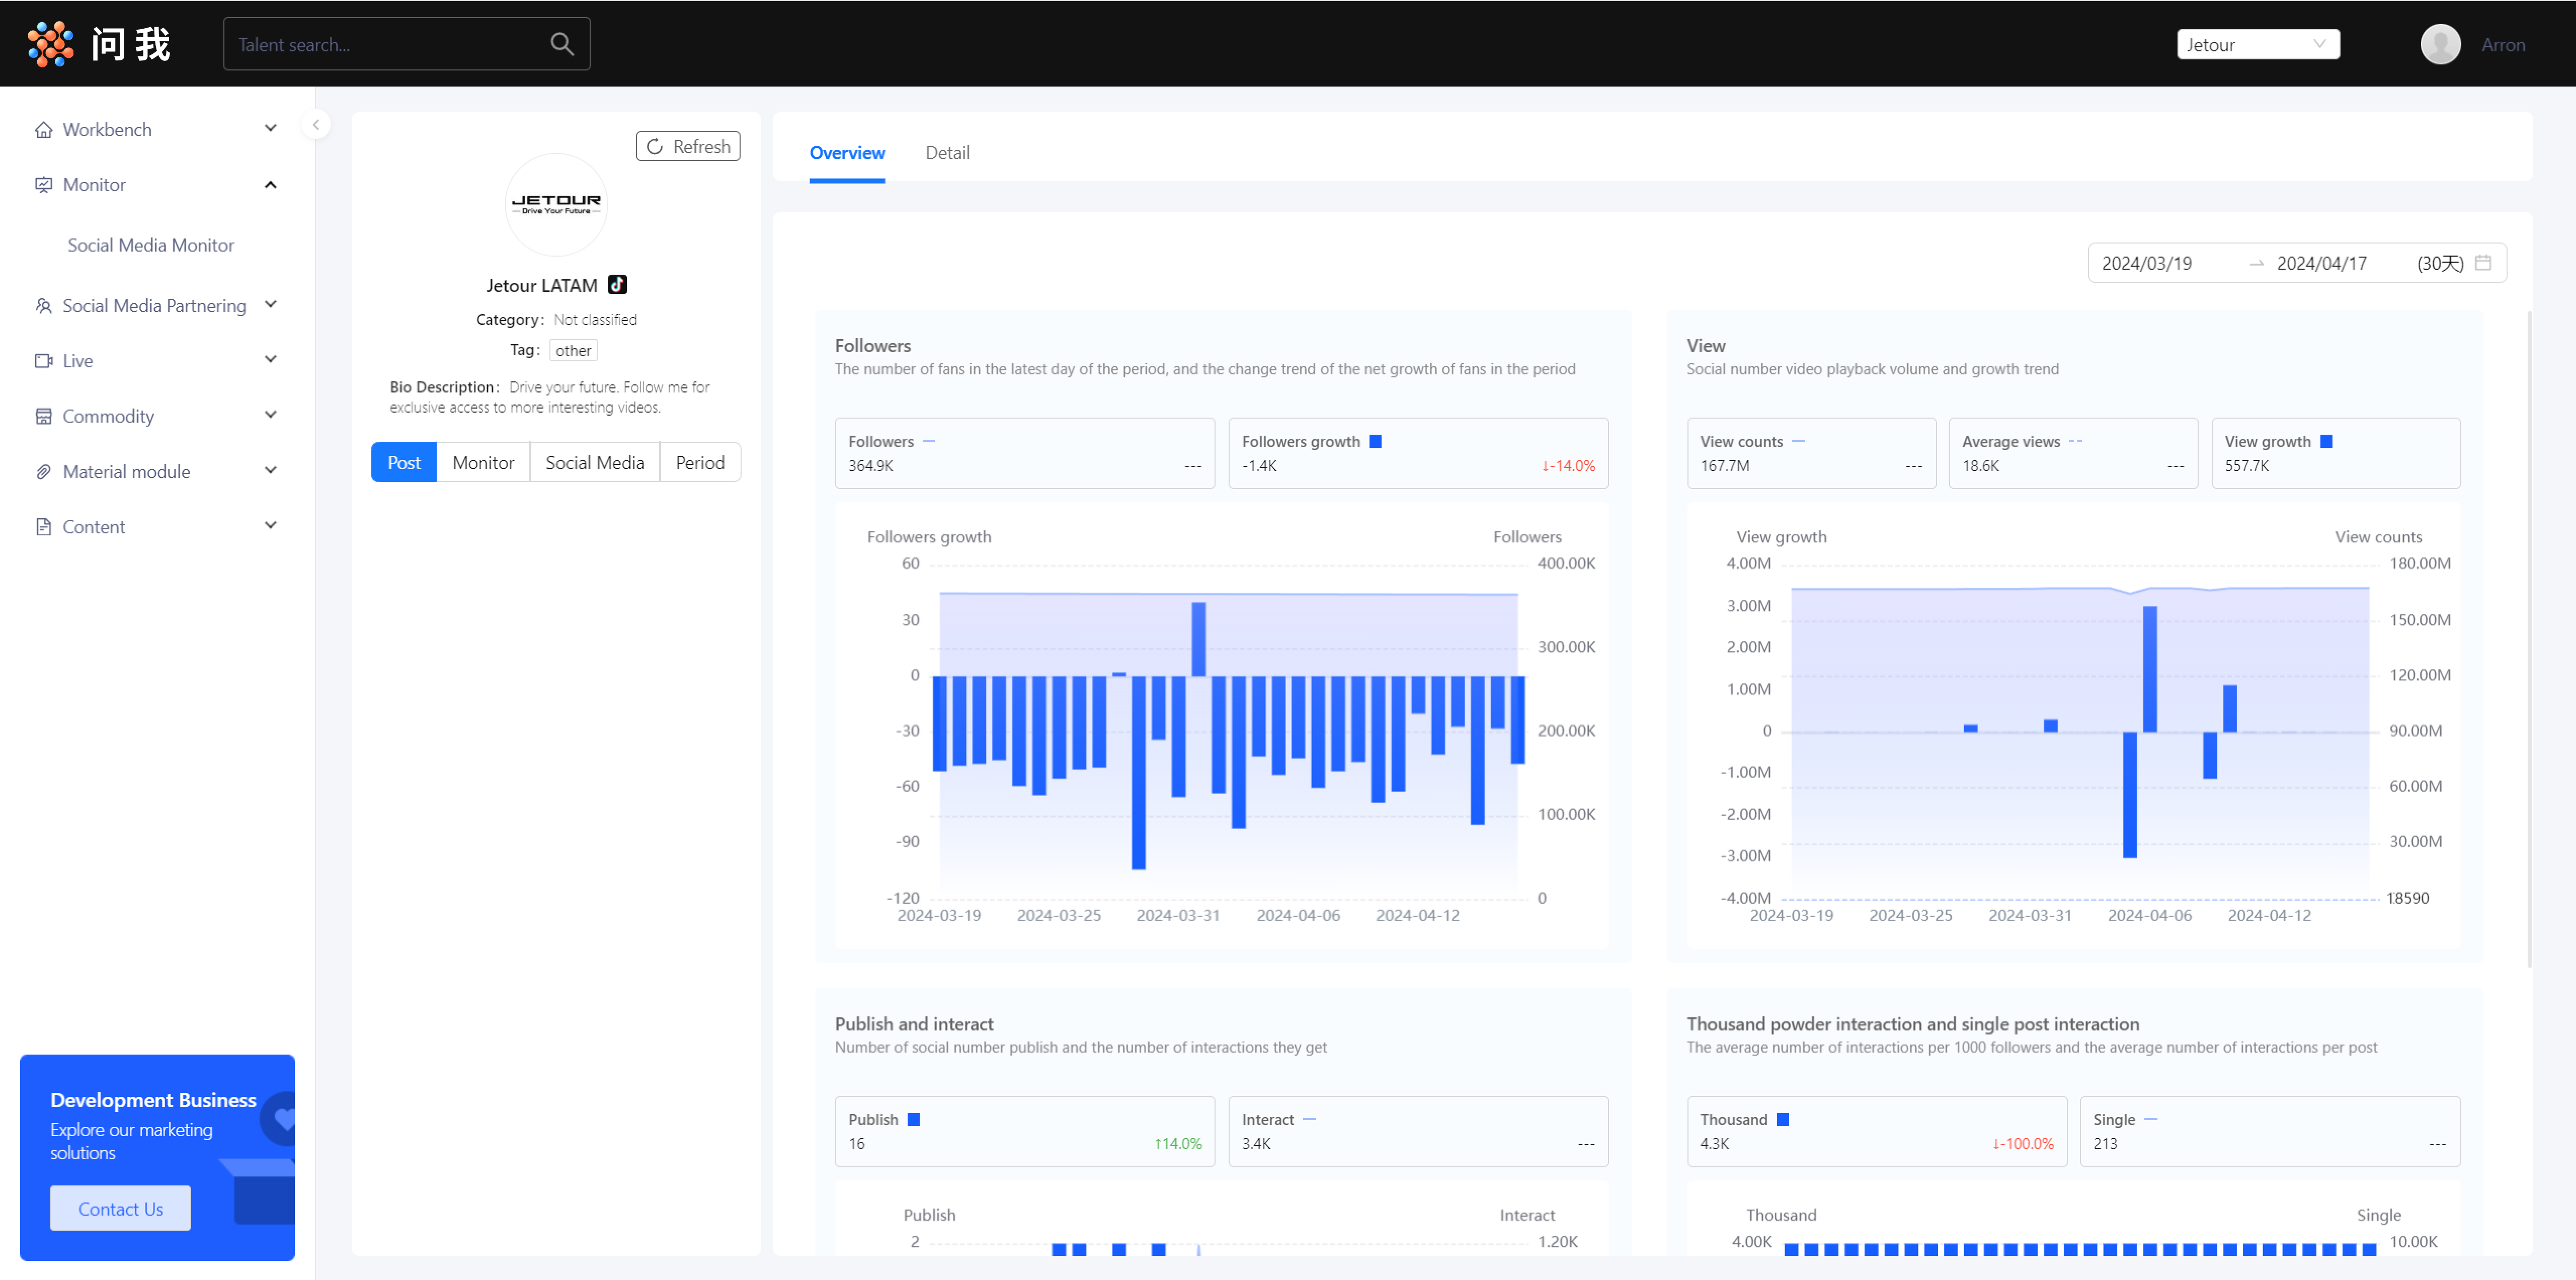 问我
Talent search...
Jetour
Arron
Workbench
Monitor
Social Media Monitor
Social Media Partnering
Live
Commodity
Material module
Content
Development Business
Explore our marketing
solutions
Contact Us
Refresh
JETOUR
Drive Your Future
Jetour LATAM
Category: Not classified
Tag: other
Bio Description: Drive your future. Follow me for
exclusive access to more interesting videos.
Post Monitor Social Media Period
Overview Detail
2024/03/19 → 2024/04/17 (30天)
Followers
The number of fans in the latest day of the period, and the change trend of the net growth of fans in the period
Followers
364.9K ---
Followers growth
-1.4K ↓-14.0%
Followers growth Followers
60
30
0
-30
-60
-90
-120
400.00K
300.00K
200.00K
100.00K
0
2024-03-19 2024-03-25 2024-03-31 2024-04-06 2024-04-12
View
Social number video playback volume and growth trend
View counts
167.7M ---
Average views
18.6K ---
View growth
557.7K
View growth View counts
4.00M
3.00M
2.00M
1.00M
0
-1.00M
-2.00M
-3.00M
-4.00M
180.00M
150.00M
120.00M
90.00M
60.00M
30.00M
18590
2024-03-19 2024-03-25 2024-03-31 2024-04-06 2024-04-12
Publish and interact
Number of social number publish and the number of interactions they get
Publish
16 ↑14.0%
Interact
3.4K ---
Publish Interact
2 1.20K
Thousand powder interaction and single post interaction
The average number of interactions per 1000 followers and the average number of interactions per post
Thousand
4.3K ↓-100.0%
Single
213 ---
Thousand Single
4.00K 10.00K